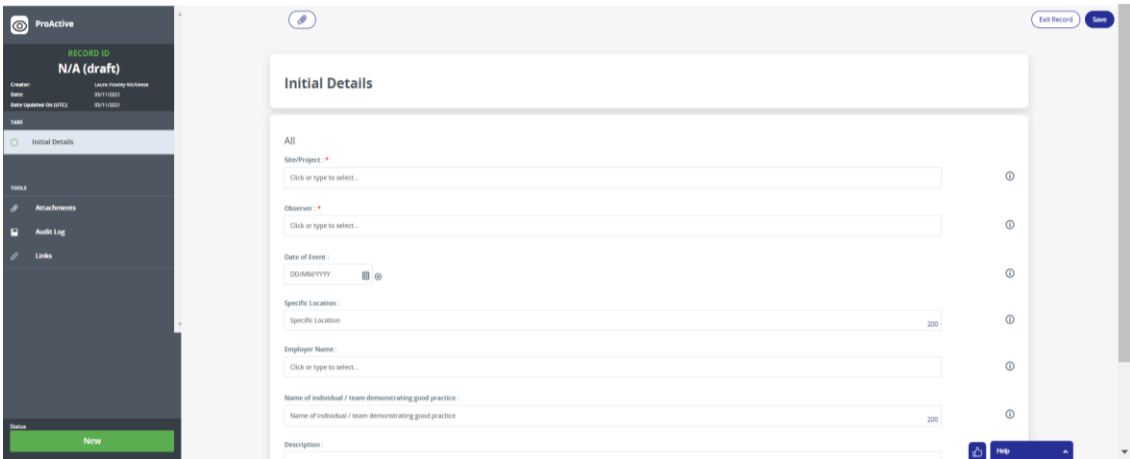 ProActive
RECORD ID
N/A (draft)
Creator: Laura Howley-McAleese
Date: 05/11/2021
Date Updated On (UTC): 05/11/2021
TABS
Initial Details
TOOLS
Attachments
Audit Log
Links
Status
New
Exit Record
Save
Initial Details
All
Site/Project : *
Click or type to select...
Observer : *
Click or type to select...
Date of Event :
DD/MM/YYYY
Specific Location :
Specific Location
200
Employer Name :
Click or type to select...
Name of individual / team demonstrating good practice :
Name of individual / team demonstrating good practice
200
Description :
Help